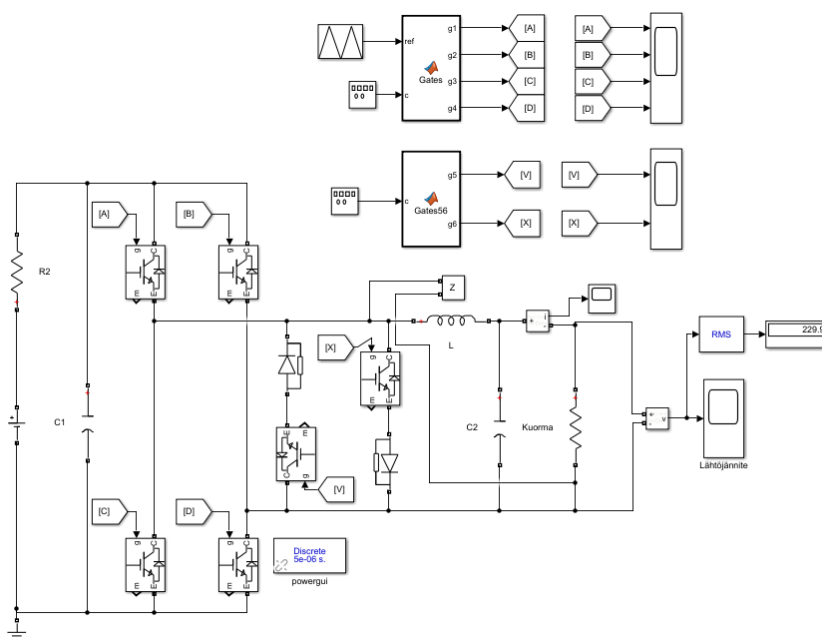 ref
c
Gates
g1
g2
g3
g4
[A]
[B]
[C]
[D]
[A]
[B]
[C]
[D]
c
Gates56
g5
g6
[V]
[X]
[V]
[X]
[A]
[B]
g
C
m
E
g
C
m
E
R2
Z
RMS
229.9
[X]
g
C
m
E
+
i
-
L
C1
C2
Kuorma
+
-
v
Lähtöjännite
E
m
C
g
[V]
[C]
[D]
g
C
m
E
g
C
m
E
Discrete
5e-06 s.
powergui